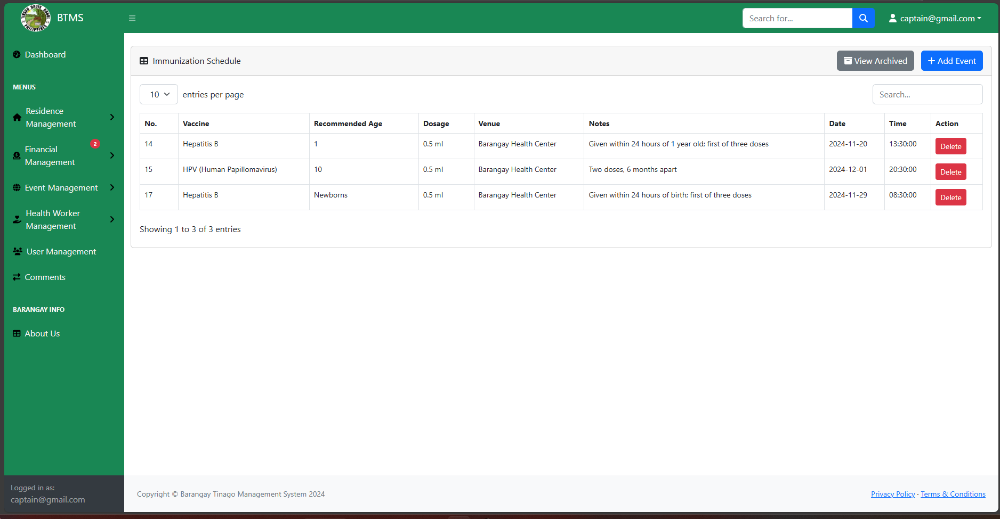 TINAGO DAUIS BOHOL
PHILIPPINES
BTMS
Search for...
captain@gmail.com
Dashboard
MENUS
Residence
Management
Financial
Management
2
Event Management
Health Worker
Management
User Management
Comments
BARANGAY INFO
About Us
Logged in as:
captain@gmail.com
Immunization Schedule
View Archived
+ Add Event
10 entries per page
Search...
No. Vaccine Recommended Age Dosage Venue Notes Date Time Action
14 Hepatitis B 1 0.5 ml Barangay Health Center Given within 24 hours of 1 year old; first of three doses 2024-11-20 13:30:00 Delete
15 HPV (Human Papillomavirus) 10 0.5 ml Barangay Health Center Two doses, 6 months apart 2024-12-01 20:30:00 Delete
17 Hepatitis B Newborns 0.5 ml Barangay Health Center Given within 24 hours of birth; first of three doses 2024-11-29 08:30:00 Delete
Showing 1 to 3 of 3 entries
Copyright © Barangay Tinago Management System 2024
Privacy Policy · Terms & Conditions